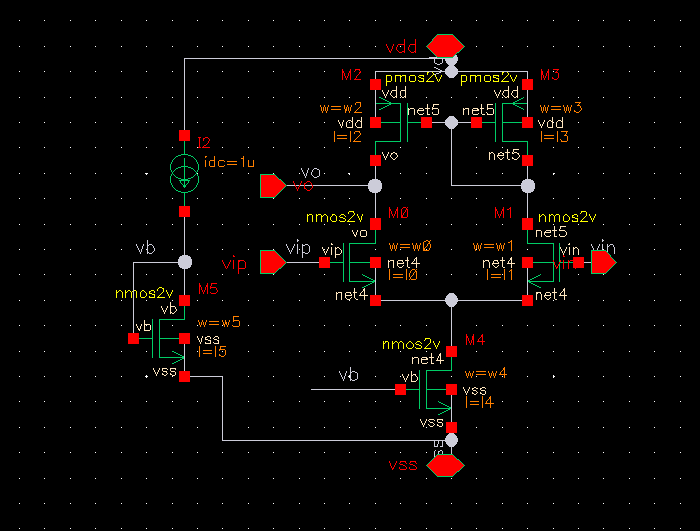 vdd
M2
pmos2v
pmos2v
M3
vdd
vdd
w=w2
net5
net5
w=w3
vdd
vdd
l=l2
l=l3
I2
vo
net5
idc=1u
vo
vo
M0
M1
nmos2v
nmos2v
vo
net5
vb
vip
vip
w=w0
w=w1
vin
vin
vip
net4
net4
l=l0
l=l1
M5
nmos2v
net4
net4
vb
vb
w=w5
vss
l=l5
M4
nmos2v
net4
vss
vb
vb
w=w4
vss
l=l4
vss
vss